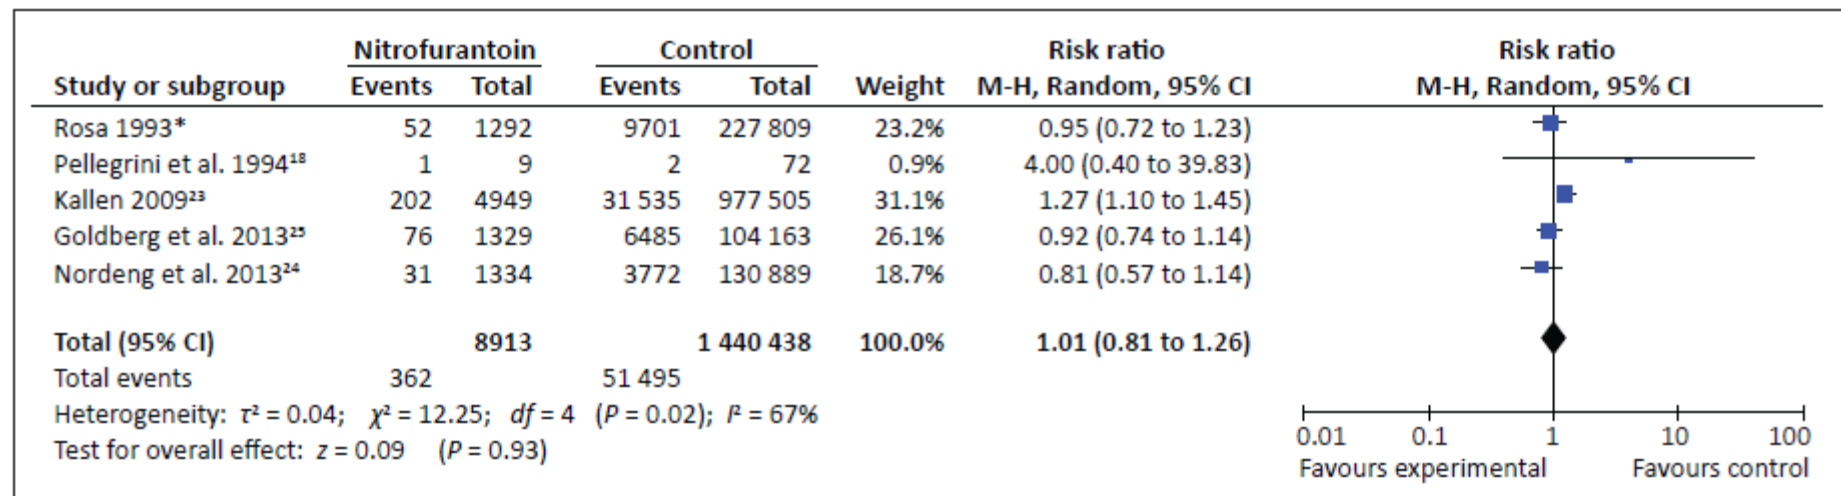 Nitrofurantoin Control Risk ratio Risk ratio
Study or subgroup Events Total Events Total Weight M-H, Random, 95% CI M-H, Random, 95% CI
Rosa 1993* 52 1292 9701 227 809 23.2% 0.95 (0.72 to 1.23)
Pellegrini et al. 1994¹⁸ 1 9 2 72 0.9% 4.00 (0.40 to 39.83)
Kallen 2009²³ 202 4949 31 535 977 505 31.1% 1.27 (1.10 to 1.45)
Goldberg et al. 2013²⁵ 76 1329 6485 104 163 26.1% 0.92 (0.74 to 1.14)
Nordeng et al. 2013²⁴ 31 1334 3772 130 889 18.7% 0.81 (0.57 to 1.14)
Total (95% CI) 8913 1 440 438 100.0% 1.01 (0.81 to 1.26)
Total events 362 51 495
Heterogeneity: τ² = 0.04; χ² = 12.25; df = 4 (P = 0.02); I² = 67%
Test for overall effect: z = 0.09 (P = 0.93)
0.01 0.1 1 10 100
Favours experimental Favours control